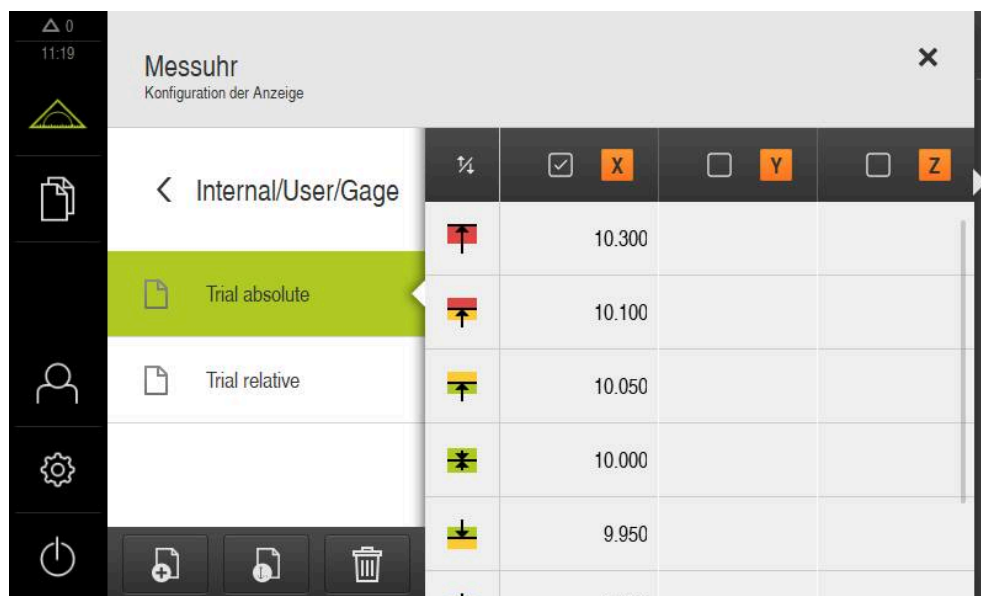 0
11:19
Messuhr
Konfiguration der Anzeige
Internal/User/Gage
Trial absolute
Trial relative
X Y Z
10.300
10.100
10.050
10.000
9.950